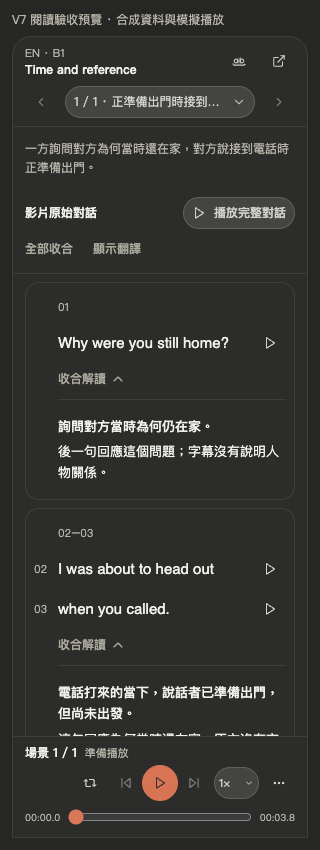 V7 閱讀驗收預覽・合成資料與模擬播放
EN・B1
Time and reference
ab
1 / 1・正準備出門時接到…
一方詢問對方為何當時還在家，對方說接到電話時
正準備出門。
影片原始對話
播放完整對話
全部收合 顯示翻譯
01
Why were you still home?
收合解讀
詢問對方當時為何仍在家。
後一句回應這個問題；字幕沒有說明人
物關係。
02–03
02 I was about to head out
03 when you called.
收合解讀
電話打來的當下，說話者已準備出門，
但尚未出發。
場景 1 / 1 準備播放
1×
00:00.0 00:03.8